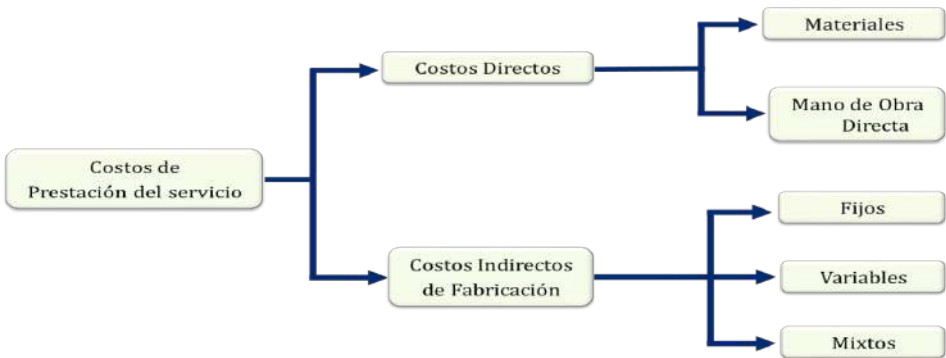 Costos de
Prestación del servicio
Costos Directos
Materiales
Mano de Obra
Directa
Costos Indirectos
de Fabricación
Fijos
Variables
Mixtos